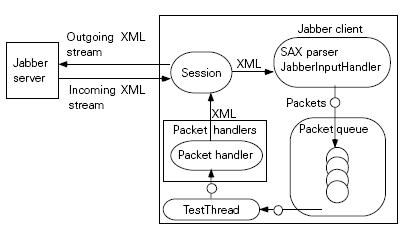 Outgoing XML
stream
Jabber
server
Incoming XML
stream
Jabber client
Session
XML
SAX parser
JabberInputHandler
Packets
XML
Packet handlers
Packet handler
Packet queue
TestThread